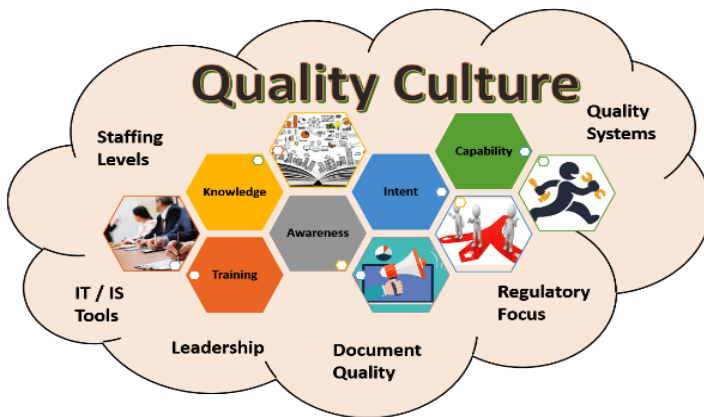 Quality Culture
Staffing
Levels
Quality
Systems
Capability
Knowledge
Intent
Awareness
Training
IT / IS
Tools
Regulatory
Focus
Leadership
Document
Quality